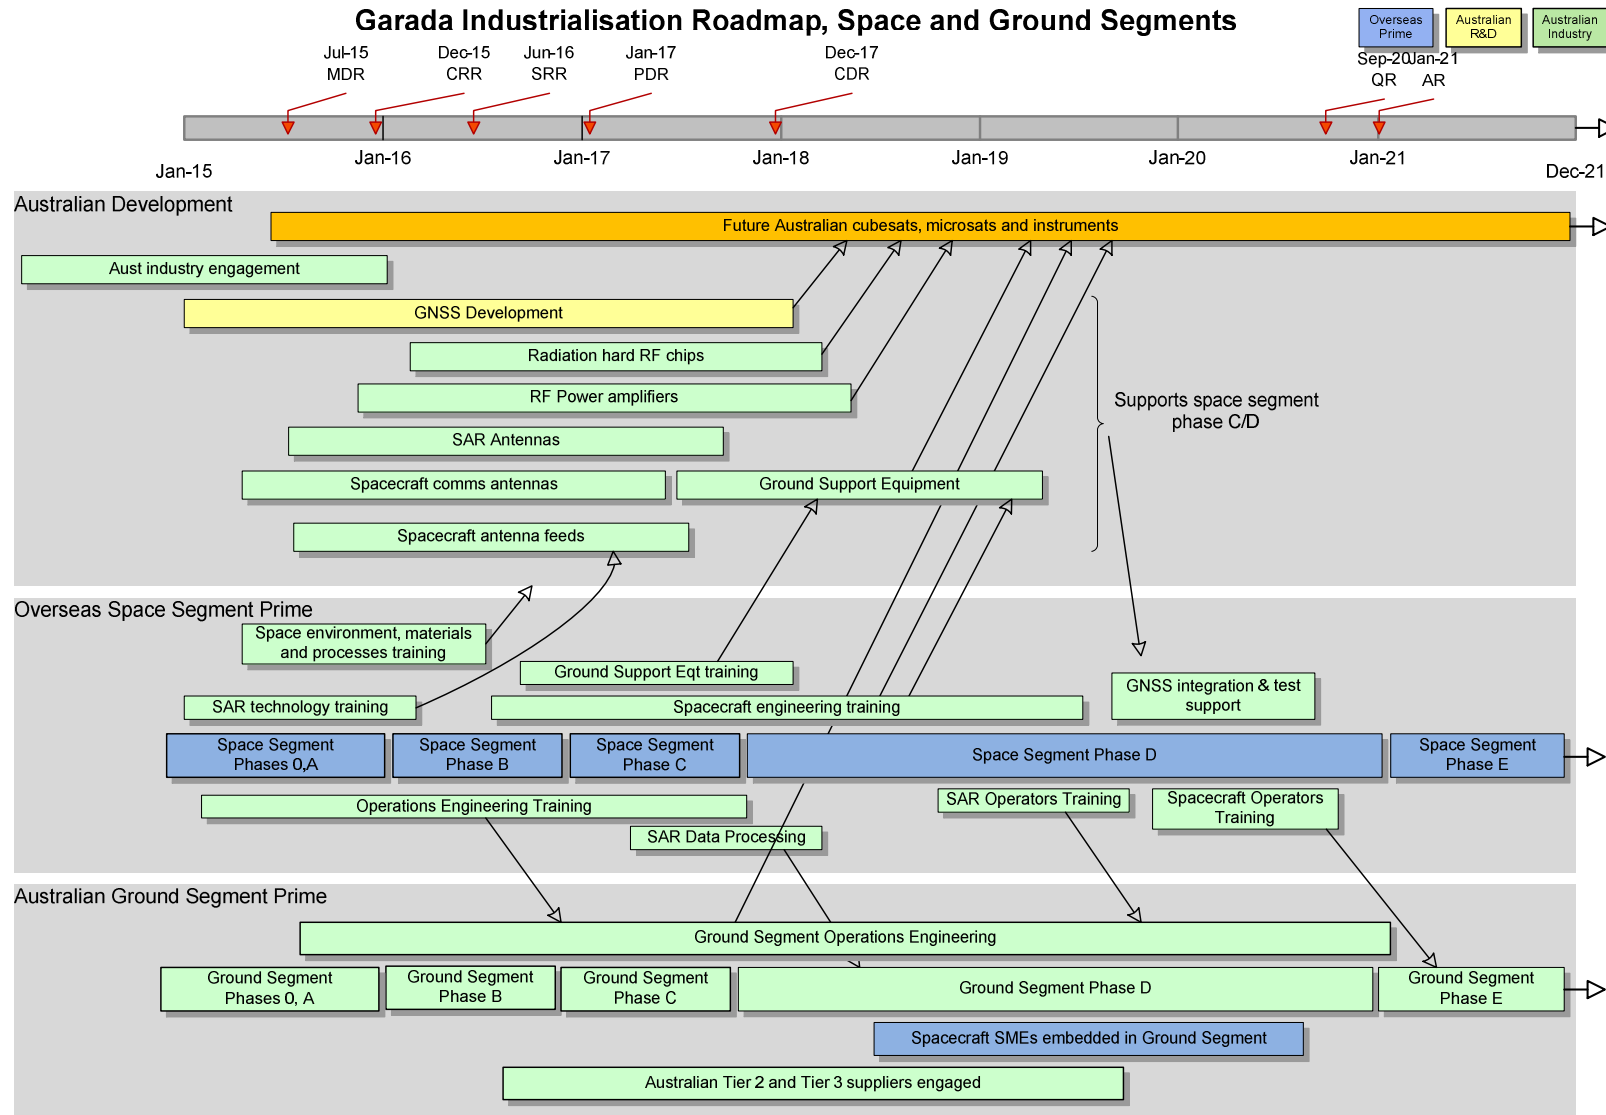 Garada Industrialisation Roadmap, Space and Ground Segments
Overseas
Prime
Australian
R&D
Australian
Industry
Jul-15
MDR
Dec-15
CRR
Jun-16
SRR
Jan-17
PDR
Dec-17
CDR
Sep-20
QR
Jan-21
AR
Jan-15
Jan-16
Jan-17
Jan-18
Jan-19
Jan-20
Jan-21
Dec-21
Australian Development
Future Australian cubesats, microsats and instruments
Aust industry engagement
GNSS Development
Radiation hard RF chips
RF Power amplifiers
SAR Antennas
Spacecraft comms antennas
Ground Support Equipment
Spacecraft antenna feeds
Supports space segment
phase C/D
Overseas Space Segment Prime
Space environment, materials
and processes training
Ground Support Eqt training
SAR technology training
Spacecraft engineering training
GNSS integration & test
support
Space Segment
Phases 0,A
Space Segment
Phase B
Space Segment
Phase C
Space Segment Phase D
Space Segment
Phase E
Operations Engineering Training
SAR Data Processing
SAR Operators Training
Spacecraft Operators
Training
Australian Ground Segment Prime
Ground Segment Operations Engineering
Ground Segment
Phases 0, A
Ground Segment
Phase B
Ground Segment
Phase C
Ground Segment Phase D
Ground Segment
Phase E
Spacecraft SMEs embedded in Ground Segment
Australian Tier 2 and Tier 3 suppliers engaged